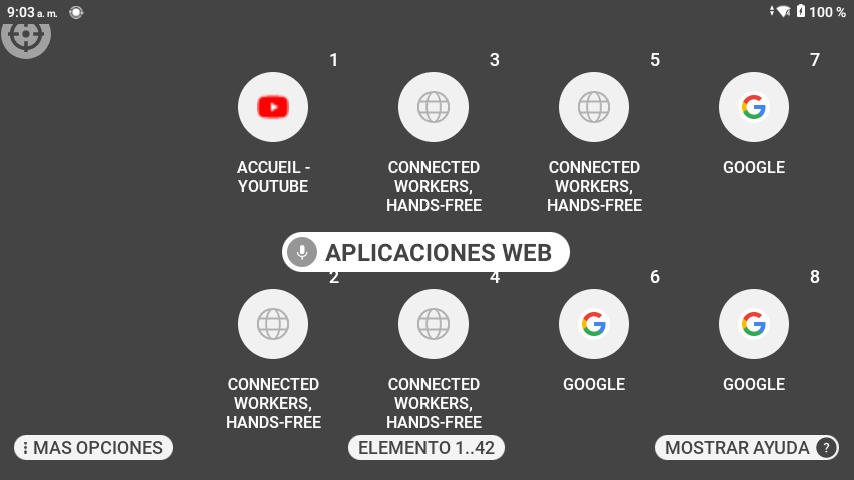 9:03 a. m.
100 %
1
3
5
7
ACCUEIL -
YOUTUBE
CONNECTED
WORKERS,
HANDS-FREE
CONNECTED
WORKERS,
HANDS-FREE
GOOGLE
APLICACIONES WEB
2
4
6
8
CONNECTED
WORKERS,
HANDS-FREE
CONNECTED
WORKERS,
HANDS-FREE
GOOGLE
GOOGLE
MAS OPCIONES
ELEMENTO 1..42
MOSTRAR AYUDA ?